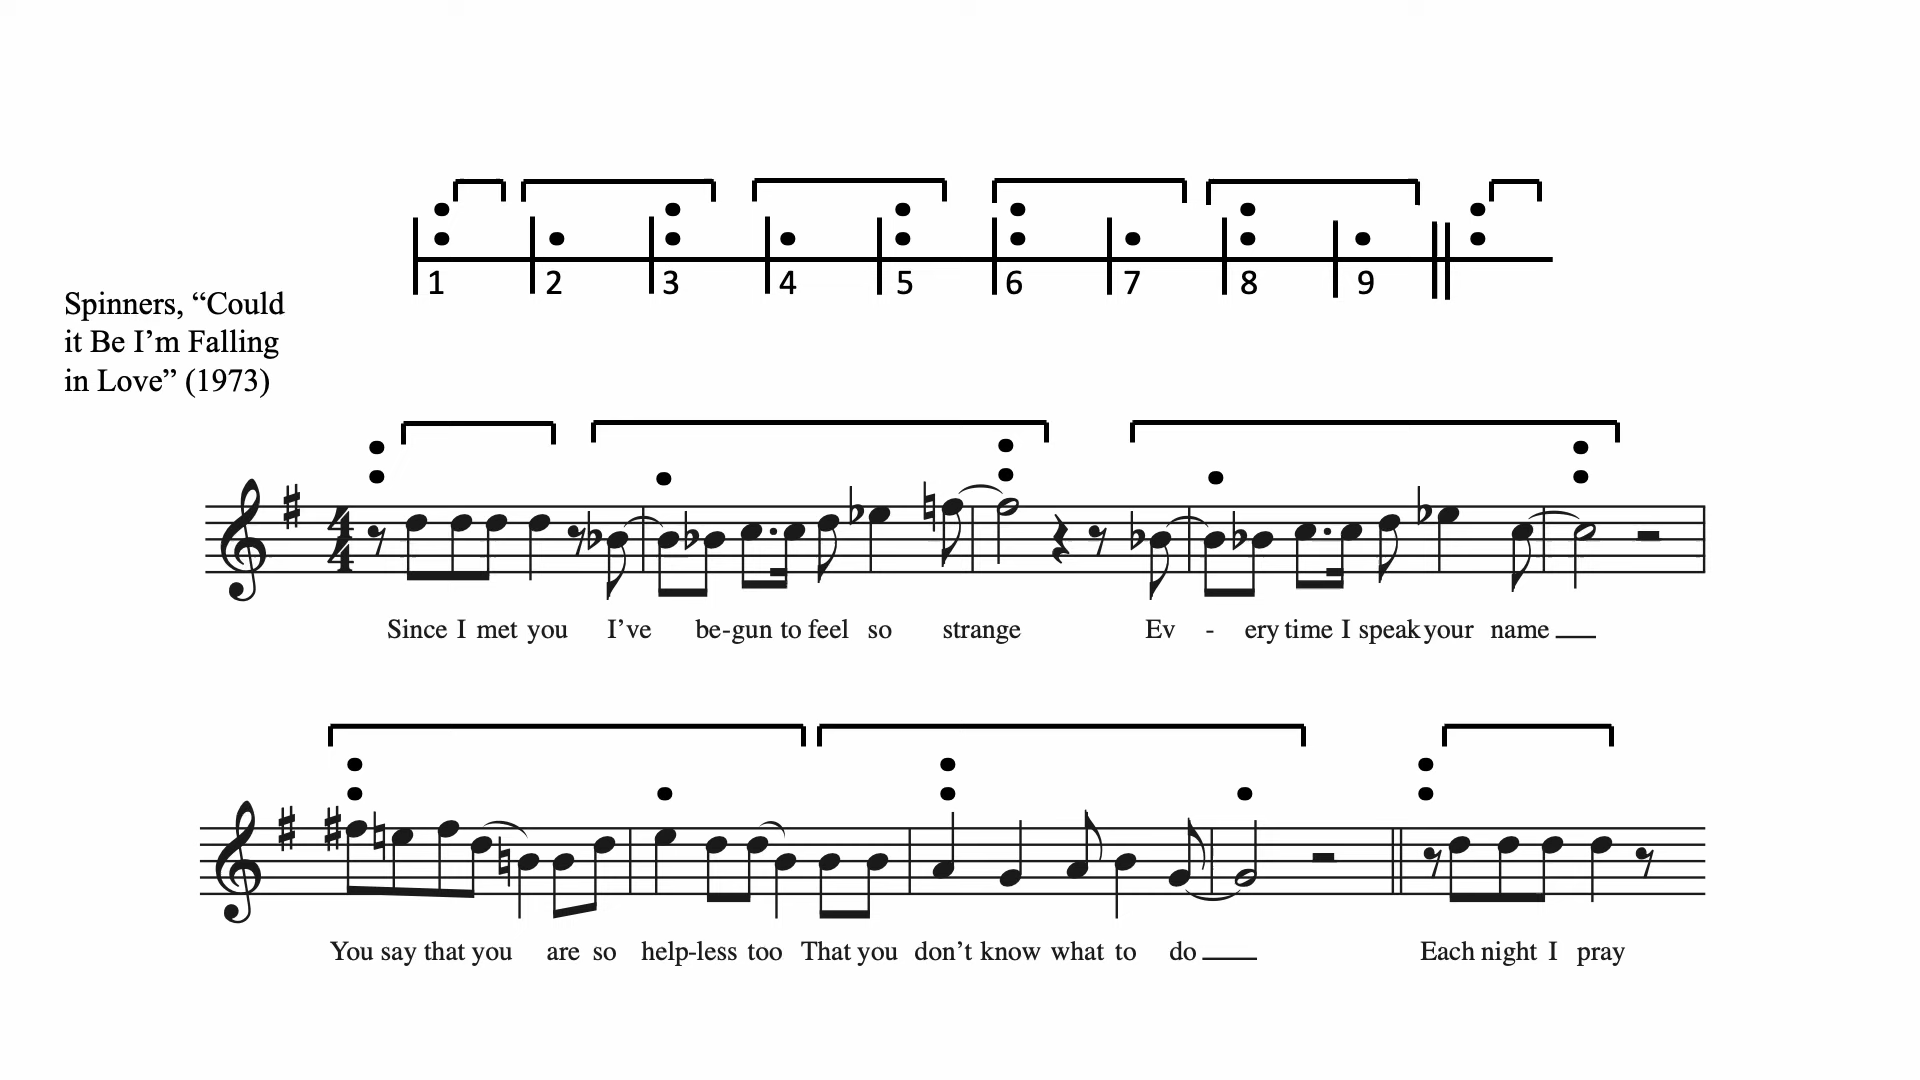 1 2 3 4 5 6 7 8 9
Spinners, “Could
it Be I’m Falling
in Love” (1973)
4
4
Since I met you I’ve be-gun to feel so strange Ev - ery time I speak your name
You say that you are so help-less too That you don’t know what to do Each night I pray